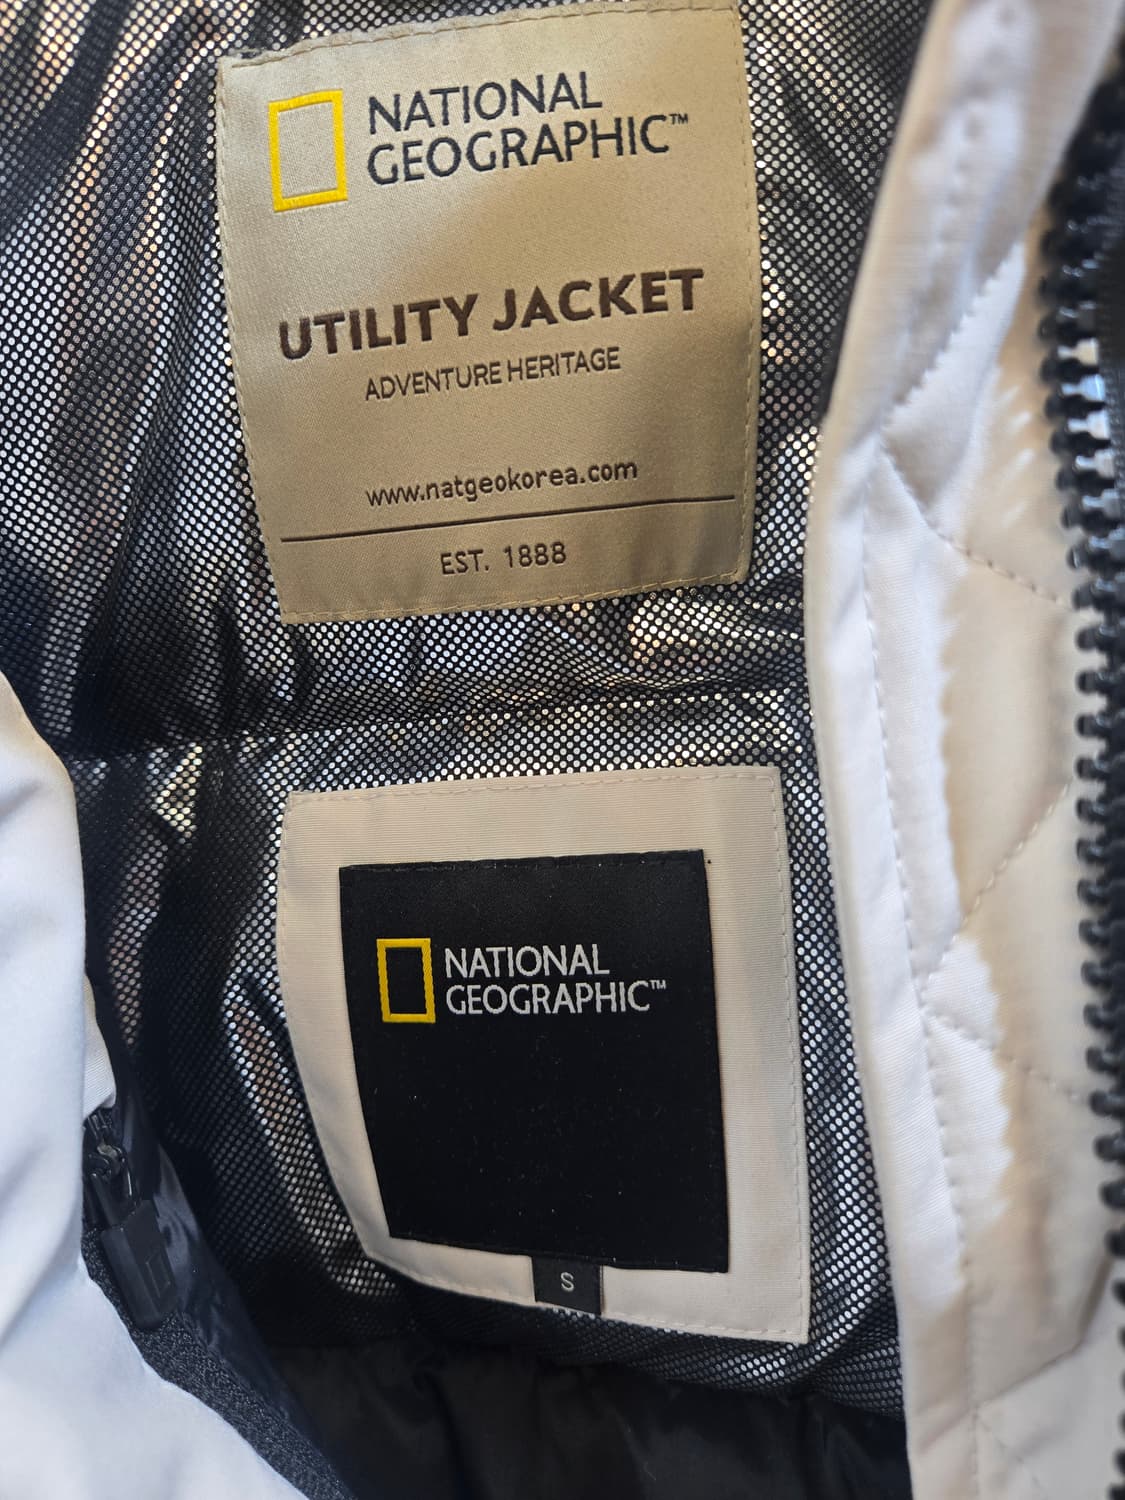 NATIONAL
GEOGRAPHIC™
UTILITY JACKET
ADVENTURE HERITAGE
www.natgeokorea.com
EST. 1888
NATIONAL
GEOGRAPHIC™
S